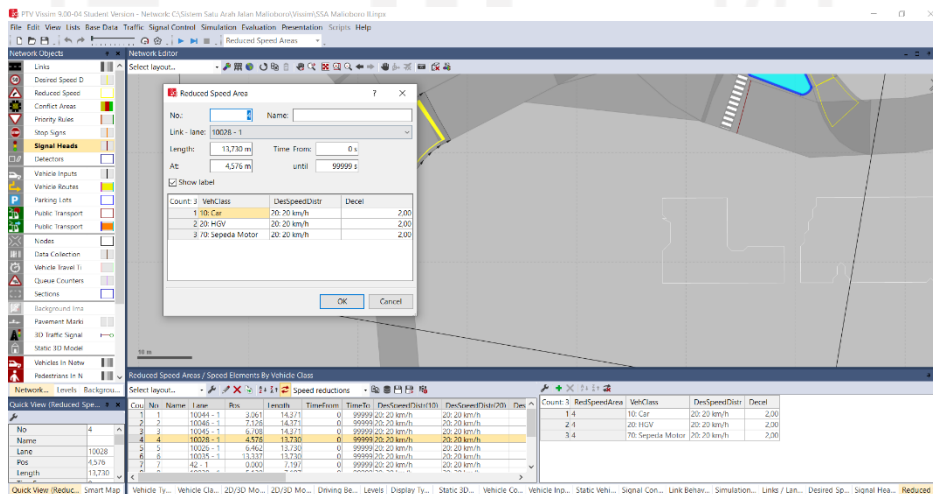 PTV Vissim 9.00-04 Student Version - Network: C:\Sistem Satu Arah Jalan Malioboro\Vissim\SSA Malioboro II.inpx
File Edit View Lists Base Data Traffic Signal Control Simulation Evaluation Presentation Scripts Help
Reduced Speed Areas
Network Objects
Network Editor
Select layout...
Links
Desired Speed D
Reduced Speed
Conflict Areas
Priority Rules
Stop Signs
Signal Heads
Detectors
Vehicle Inputs
Vehicle Routes
Parking Lots
Public Transport
Public Transport
Nodes
Data Collection
Vehicle Travel Ti
Queue Counters
Sections
Background Ima
Pavement Marki
3D Traffic Signal
Static 3D Model
Vehicles In Netw
Pedestrians In N
Network... Levels Backgrou...
Reduced Speed Area
? ×
No.: 4 Name:
Link - lane: 10028 - 1
Length: 13,730 m Time From: 0 s
At: 4,576 m until 99999 s
Show label
Count: 3 VehClass DesSpeedDistr Decel
1 10: Car 20: 20 km/h 2,00
2 20: HGV 20: 20 km/h 2,00
3 70: Sepeda Motor 20: 20 km/h 2,00
OK Cancel
10 m
Quick View (Reduced Spe...
No 4
Name
Lane 10028
Pos 4,576
Length 13,730
Quick View (Reduc... Smart Map
Reduced Speed Areas / Speed Elements By Vehicle Class
Select layout... Speed reductions
Cou No Name Lane Pos Length TimeFrom TimeTo DesSpeedDistr(10) DesSpeedDistr(20) Des
1 1 10044 - 1 3.061 14.371 0 99999 20: 20 km/h 20: 20 km/h
2 2 10046 - 1 7,126 14,371 0 99999 20: 20 km/h 20: 20 km/h
3 3 10045 - 1 6,708 14,371 0 99999 20: 20 km/h 20: 20 km/h
4 4 10028 - 1 4,576 13,730 0 99999 20: 20 km/h 20: 20 km/h
5 5 10026 - 1 6,462 13,730 0 99999 20: 20 km/h 20: 20 km/h
6 6 10035 - 1 13,337 13,730 0 99999 20: 20 km/h 20: 20 km/h
7 7 42 - 1 0,000 7,197 0 99999 20: 20 km/h 20: 20 km/h
Count: 3 RedSpeedArea VehClass DesSpeedDistr Decel
1 4 10: Car 20: 20 km/h 2,00
2 4 20: HGV 20: 20 km/h 2,00
3 4 70: Sepeda Motor 20: 20 km/h 2,00
Vehicle Ty... Vehicle Cla... 2D/3D Mo... 2D/3D Mo... Driving Be... Levels Display Ty... Static 3D... Vehicle Co... Vehicle Inp... Static Vehi... Signal Con... Link Behav... Simulation... Links / Lan... Desired Sp... Signal Hea... Reduced